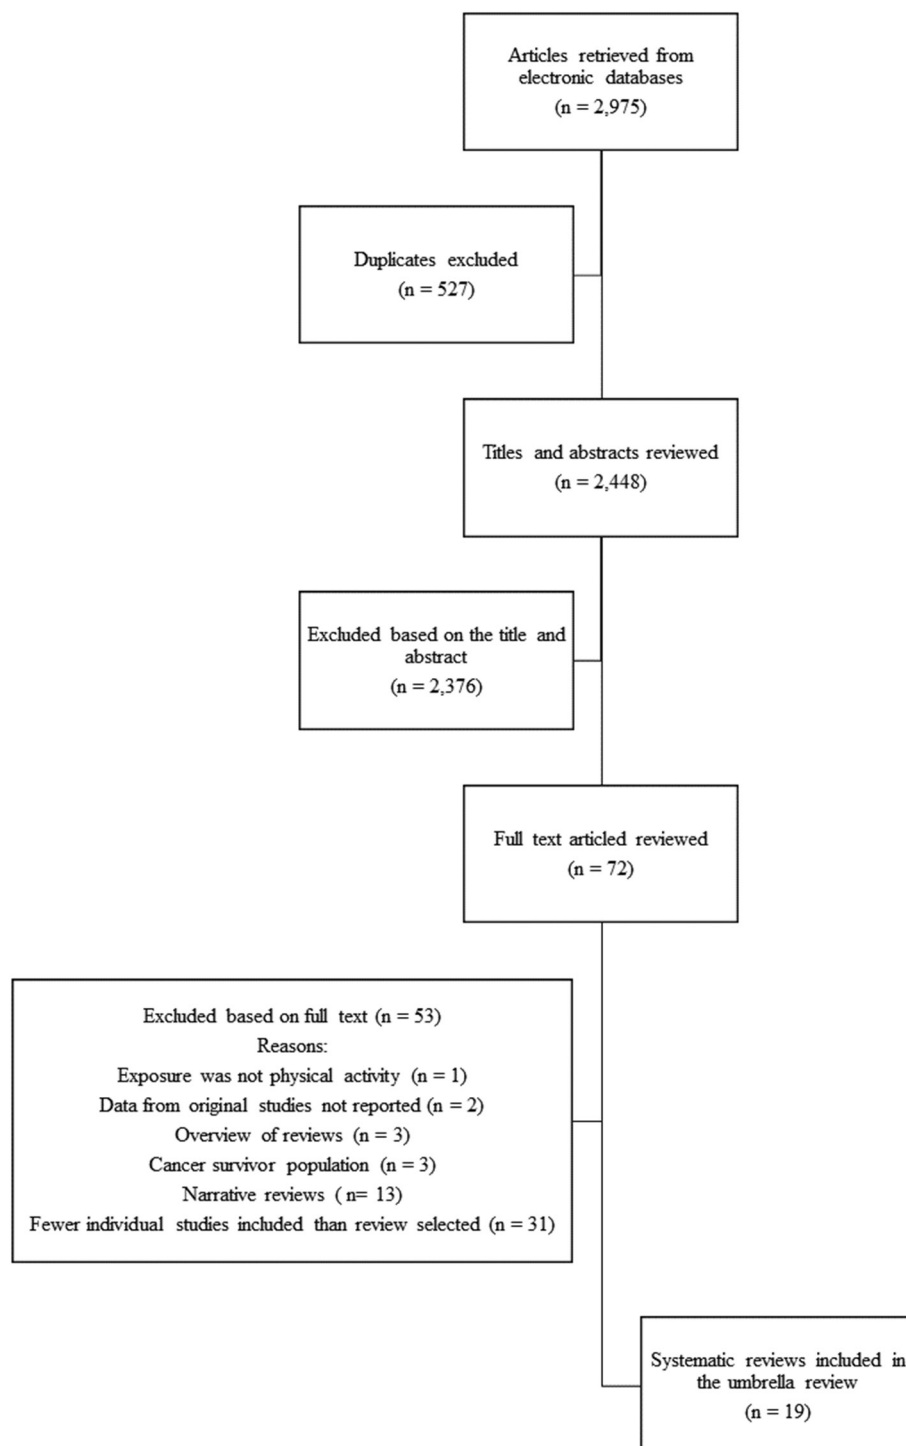 Articles retrieved from
electronic databases
(n = 2,975)
Duplicates excluded
(n = 527)
Titles and abstracts reviewed
(n = 2,448)
Excluded based on the title and
abstract
(n = 2,376)
Full text articled reviewed
(n = 72)
Excluded based on full text (n = 53)
Reasons:
Exposure was not physical activity (n = 1)
Data from original studies not reported (n = 2)
Overview of reviews (n = 3)
Cancer survivor population (n = 3)
Narrative reviews ( n= 13)
Fewer individual studies included than review selected (n = 31)
Systematic reviews included in
the umbrella review
(n = 19)